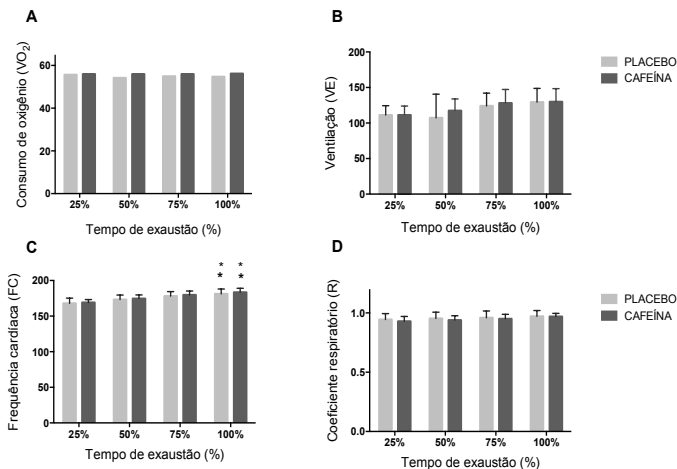 A
Consumo de oxigênio (VO2)
60
40
20
0
25% 50% 75% 100%
Tempo de exaustão (%)
B
Ventilação (VE)
200
150
100
50
0
25% 50% 75% 100%
Tempo de exaustão (%)
PLACEBO
CAFEÍNA
C
Frequência cardíaca (FC)
200
150
100
50
0
* *
* *
25% 50% 75% 100%
Tempo de exaustão (%)
D
Coeficiente respiratório (R)
1.0
0.5
0.0
25% 50% 75% 100%
Tempo de exaustão (%)
PLACEBO
CAFEÍNA